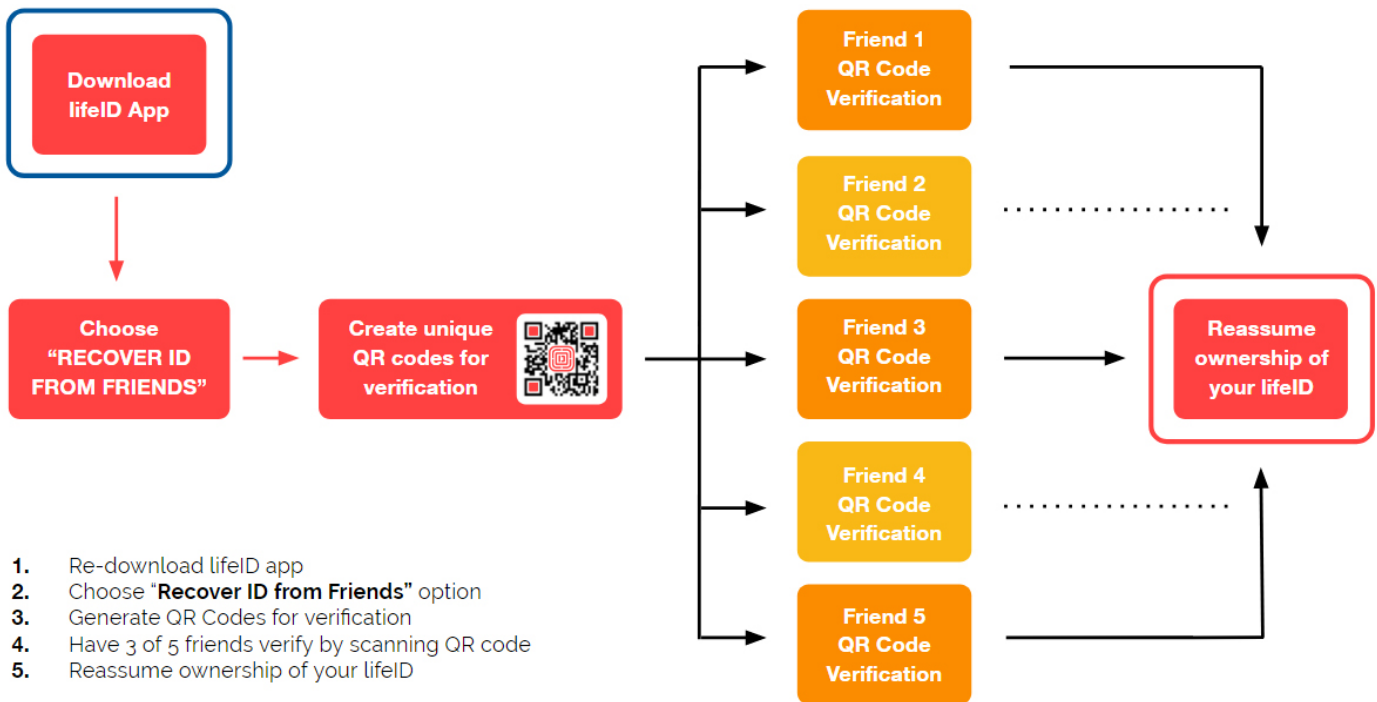 Download
lifeID App
Choose
“RECOVER ID
FROM FRIENDS”
Create unique
QR codes for
verification
Friend 1
QR Code
Verification
Friend 2
QR Code
Verification
Friend 3
QR Code
Verification
Friend 4
QR Code
Verification
Friend 5
QR Code
Verification
Reassume
ownership of
your lifeID
1. Re-download lifeID app
2. Choose “Recover ID from Friends” option
3. Generate QR Codes for verification
4. Have 3 of 5 friends verify by scanning QR code
5. Reassume ownership of your lifeID